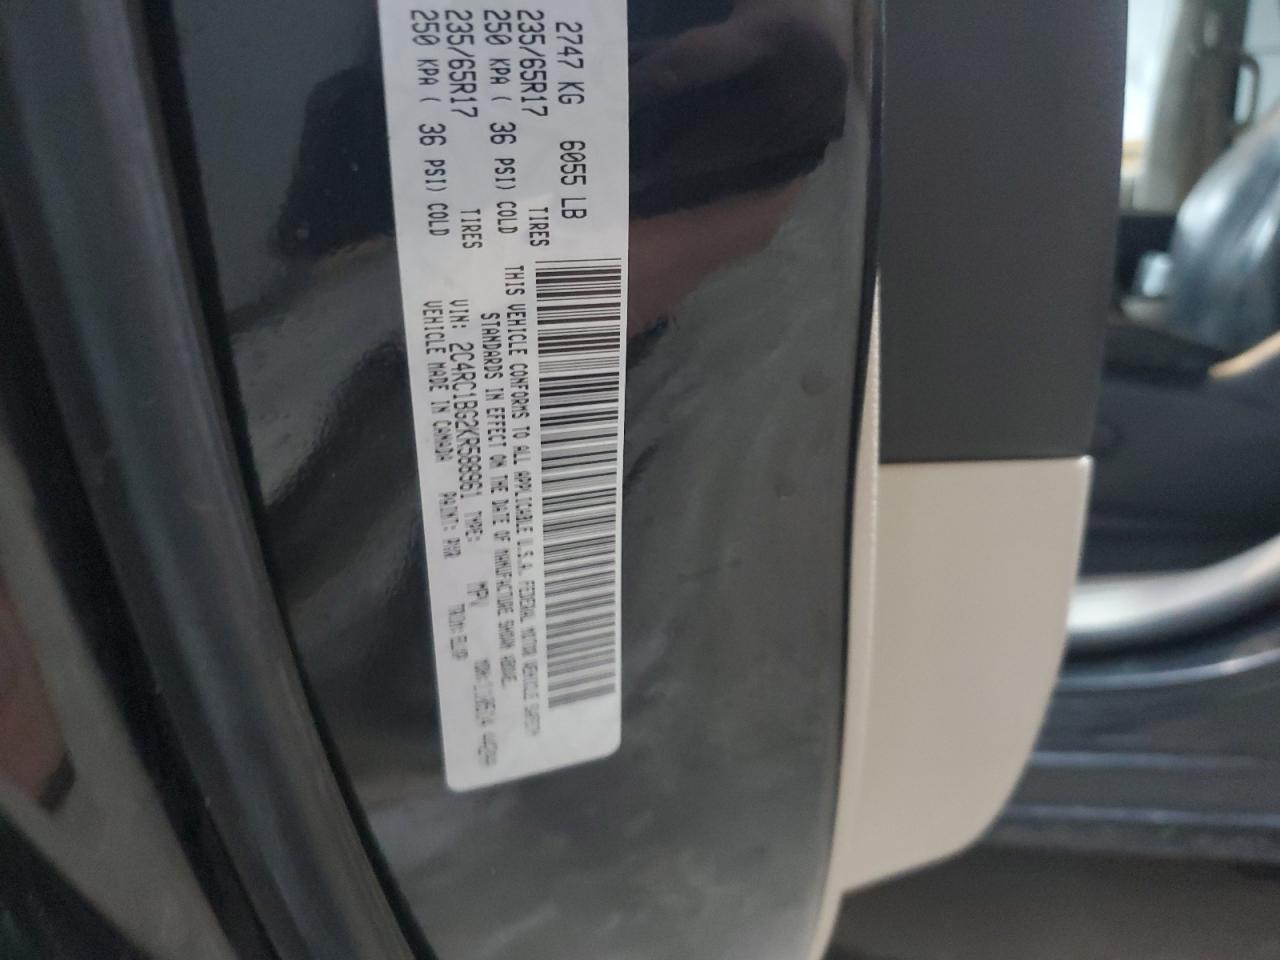 2747 KG 6055 LB
235/65R17 TIRES
250 KPA ( 36 PSI) COLD
235/65R17 TIRES
250 KPA ( 36 PSI) COLD
THIS VEHICLE CONFORMS TO ALL APPLICABLE U.S.A. FEDERAL MOTOR VEHICLE SAFETY
STANDARDS IN EFFECT ON THE DATE OF MANUFACTURE SHOWN ABOVE.
VIN: 2C4RC1BG2KR588961 TYPE: MPV
VEHICLE MADE IN CANADA PAINT: PHR TRIM: